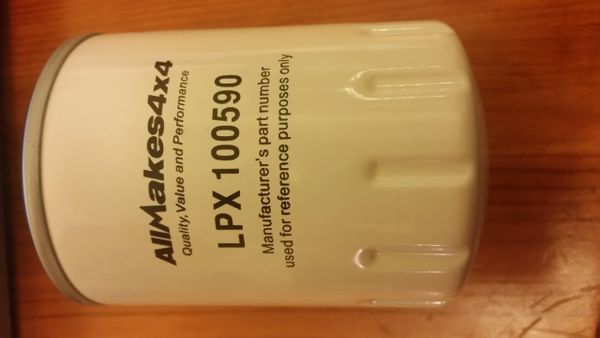 AllMakes4x4
Quality, Value and Performance
LPX 100590
Manufacturer's part number
used for reference purposes only